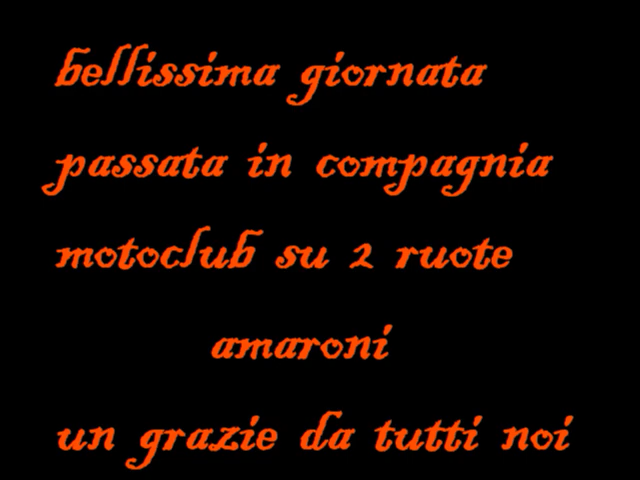 bellissima giornata
passata in compagnia
motoclub su 2 ruote
amaroni
un grazie da tutti noi